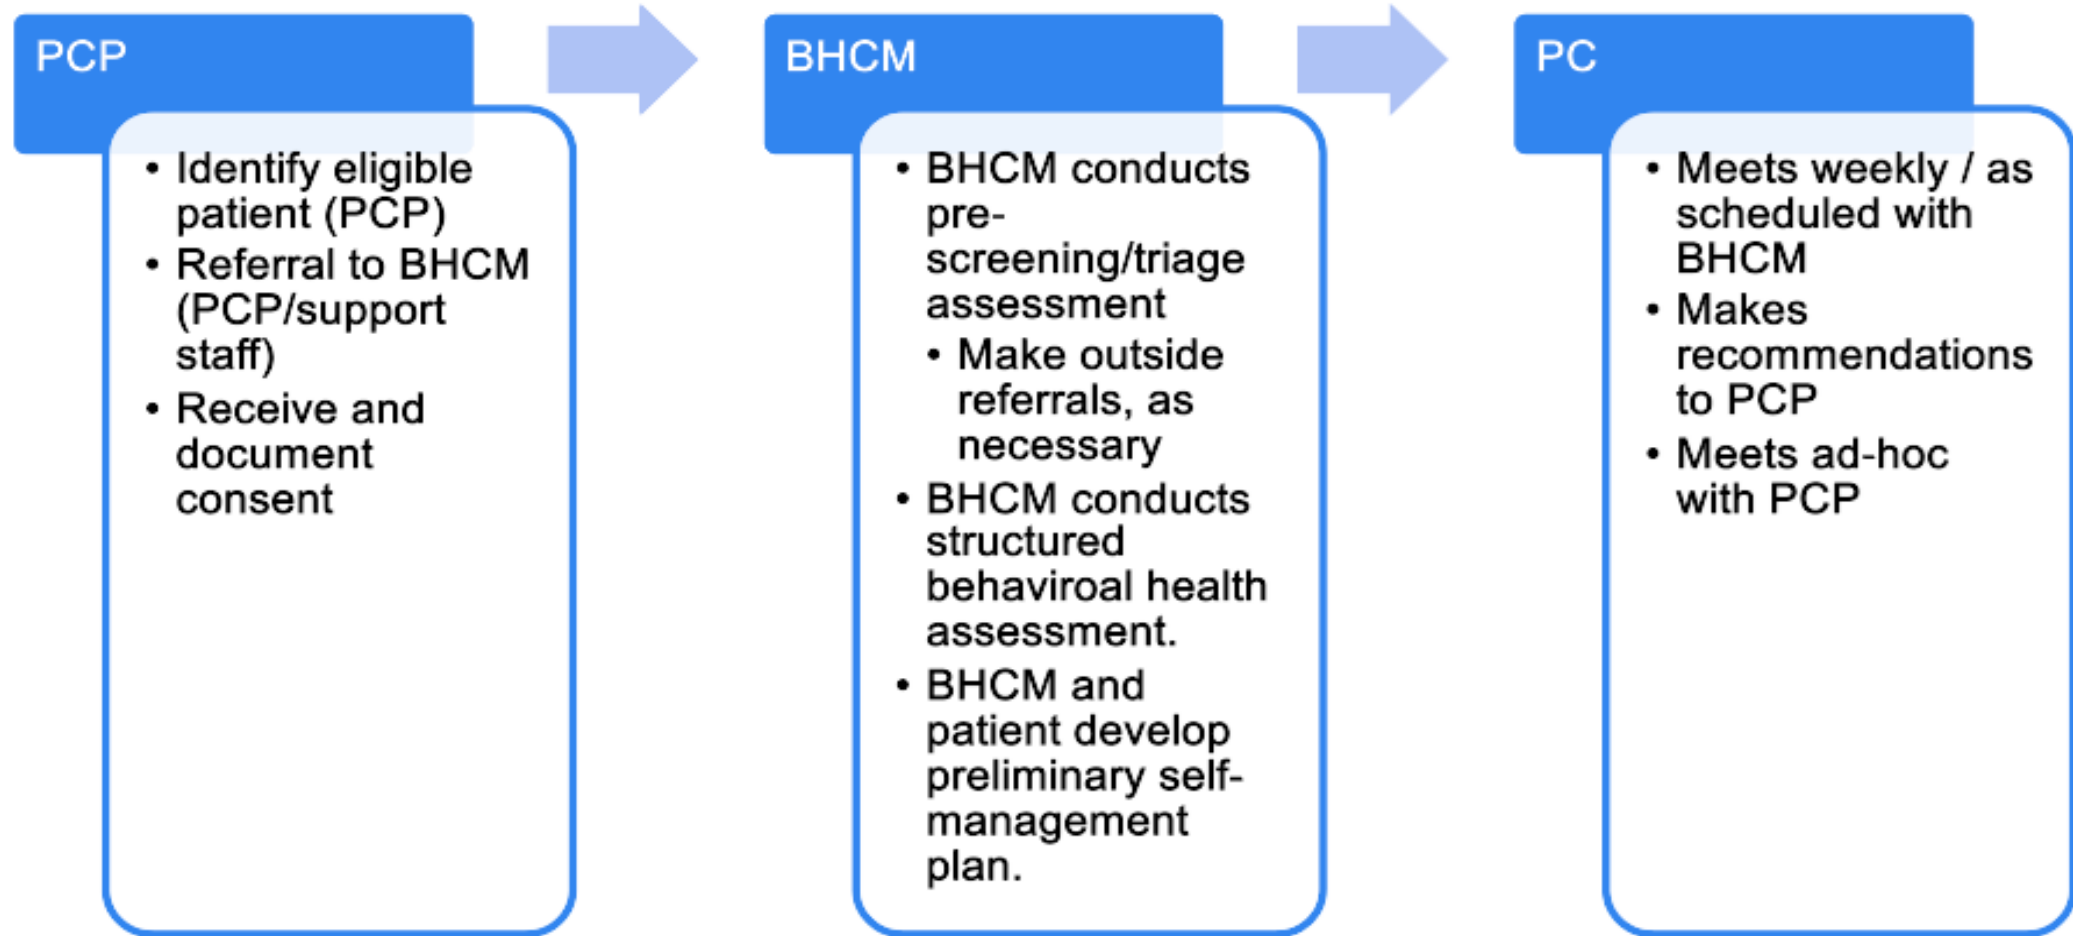 PCP
• Identify eligible
patient (PCP)
• Referral to BHCM
(PCP/support
staff)
• Receive and
document
consent
BHCM
• BHCM conducts
pre-
screening/triage
assessment
• Make outside
referrals, as
necessary
• BHCM conducts
structured
behaviroal health
assessment.
• BHCM and
patient develop
preliminary self-
management
plan.
PC
• Meets weekly / as
scheduled with
BHCM
• Makes
recommendations
to PCP
• Meets ad-hoc
with PCP